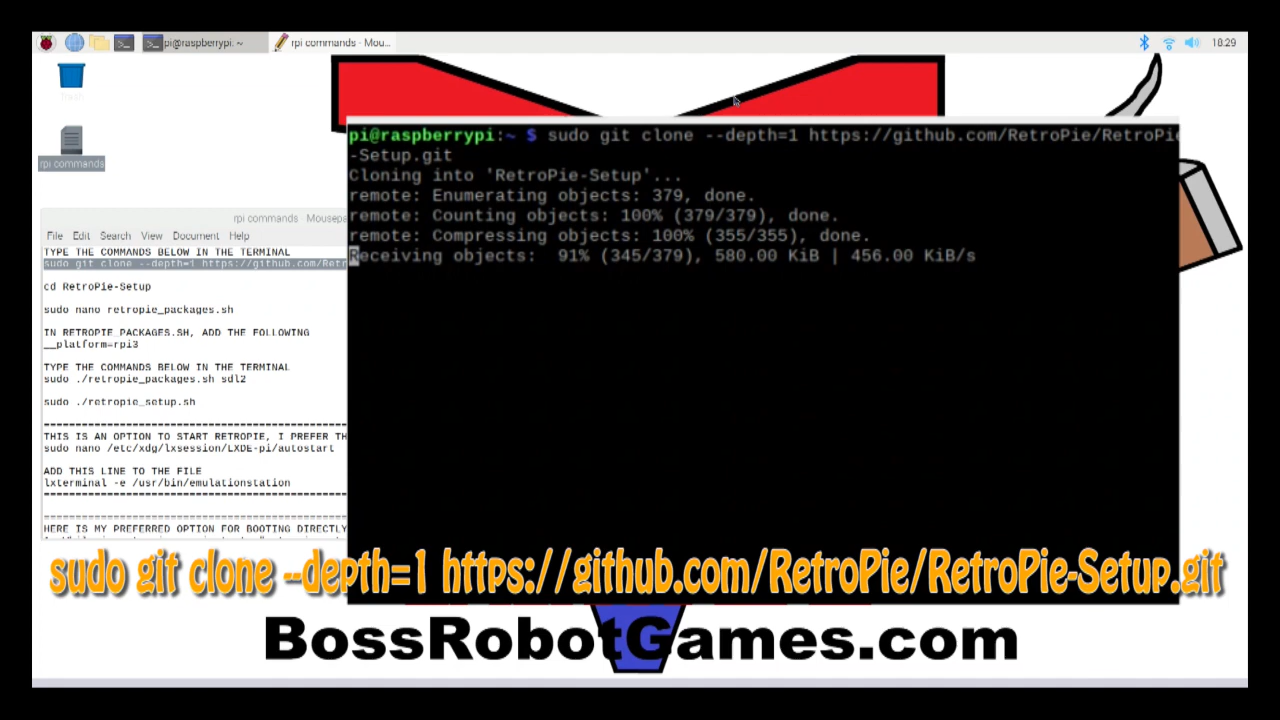 pi@raspberrypi: ~
rpi commands - Mou...
18.29
trash
rpi commands
pi@raspberrypi:~ $ sudo git clone --depth=1 https://github.com/RetroPie/RetroPie
-Setup.git
Cloning into 'RetroPie-Setup'...
remote: Enumerating objects: 379, done.
remote: Counting objects: 100% (379/379), done.
remote: Compressing objects: 100% (355/355), done.
Receiving objects:  91% (345/379), 580.00 KiB | 456.00 KiB/s
rpi commands - Mousepa
File Edit Search View Document Help
TYPE THE COMMANDS BELOW IN THE TERMINAL
sudo git clone --depth=1 https://github.com/Retr
cd RetroPie-Setup
sudo nano retropie_packages.sh
IN RETROPIE_PACKAGES.SH, ADD THE FOLLOWING
__platform=rpi3
TYPE THE COMMANDS BELOW IN THE TERMINAL
sudo ./retropie_packages.sh sdl2
sudo ./retropie_setup.sh
================================================
THIS IS AN OPTION TO START RETROPIE, I PREFER TH
sudo nano /etc/xdg/lxsession/LXDE-pi/autostart
ADD THIS LINE TO THE FILE
lxterminal -e /usr/bin/emulationstation
================================================
================================================
HERE IS MY PREFERRED OPTION FOR BOOTING DIRECTLY
sudo git clone --depth=1 https://github.com/RetroPie/RetroPie-Setup.git
BossRobotGames.com